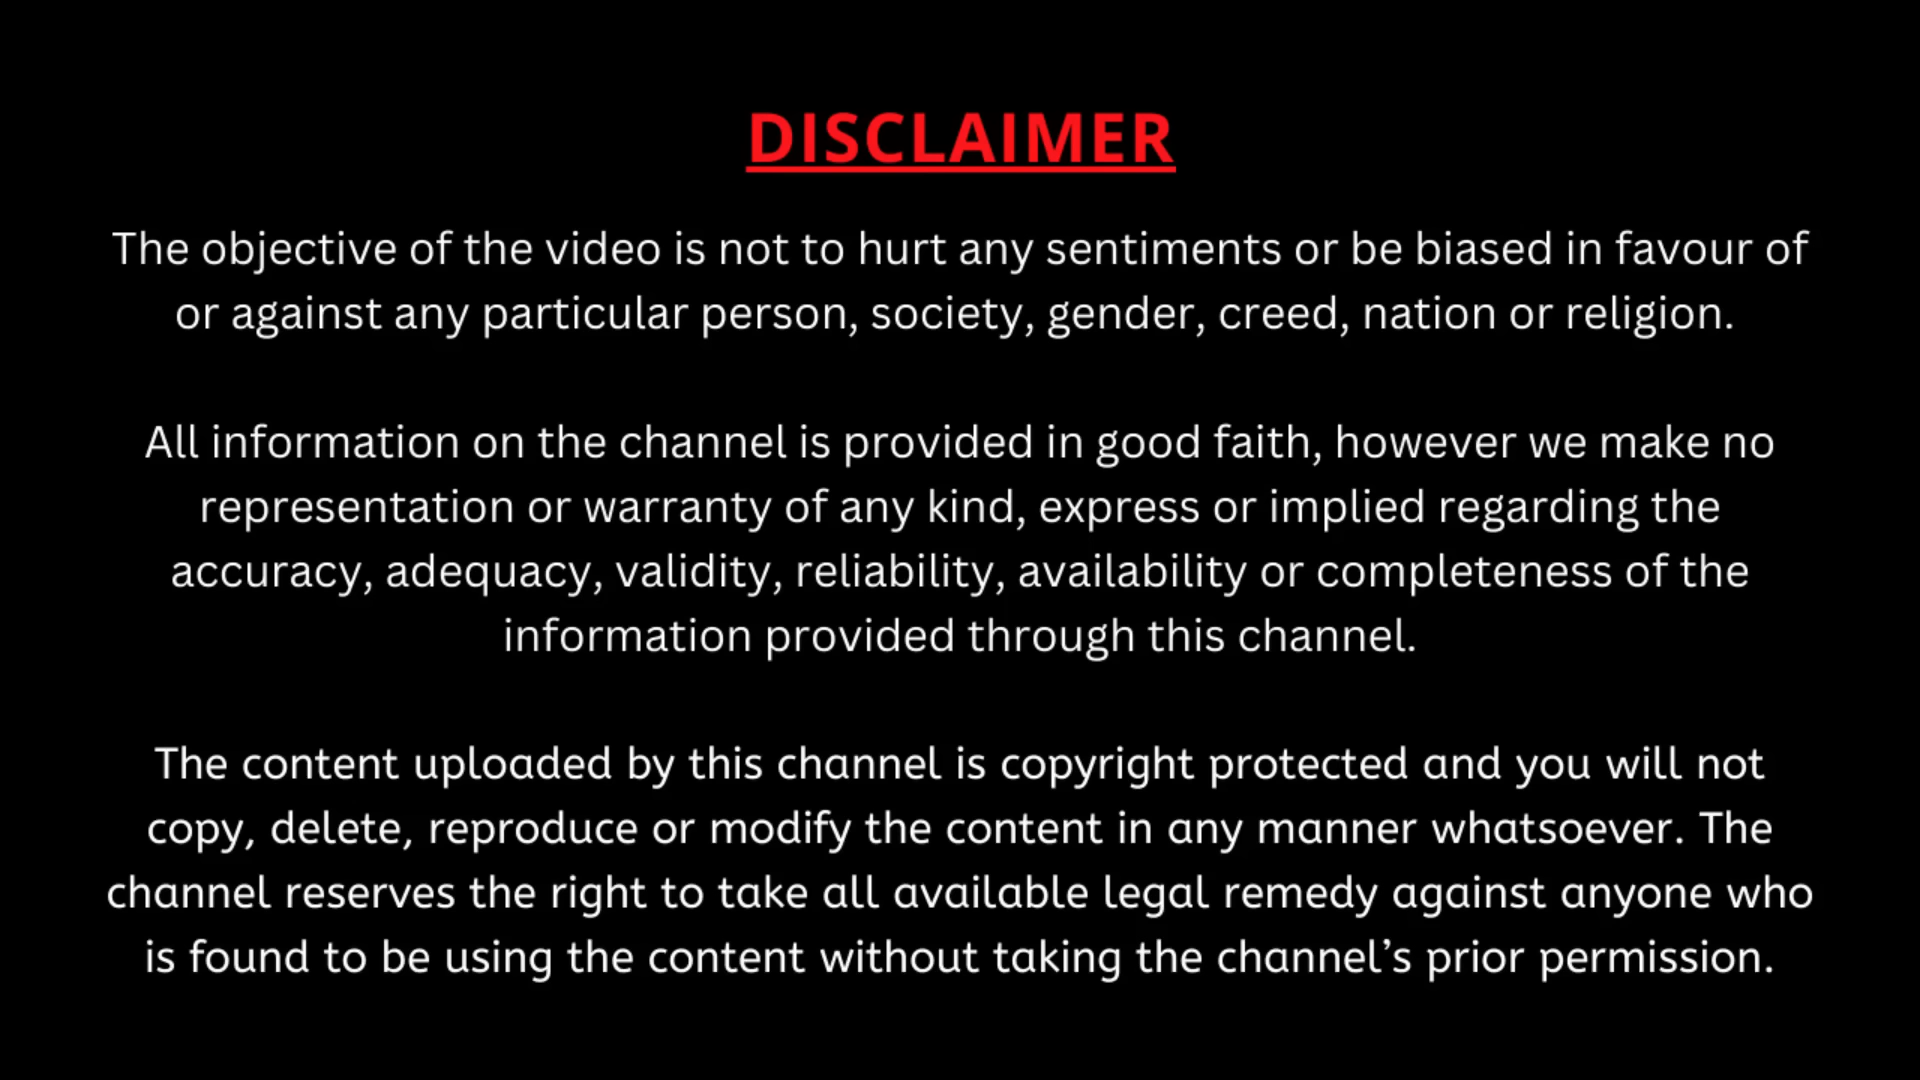 DISCLAIMER
The objective of the video is not to hurt any sentiments or be biased in favour of
or against any particular person, society, gender, creed, nation or religion.
All information on the channel is provided in good faith, however we make no
representation or warranty of any kind, express or implied regarding the
accuracy, adequacy, validity, reliability, availability or completeness of the
information provided through this channel.
The content uploaded by this channel is copyright protected and you will not
copy, delete, reproduce or modify the content in any manner whatsoever. The
channel reserves the right to take all available legal remedy against anyone who
is found to be using the content without taking the channel’s prior permission.